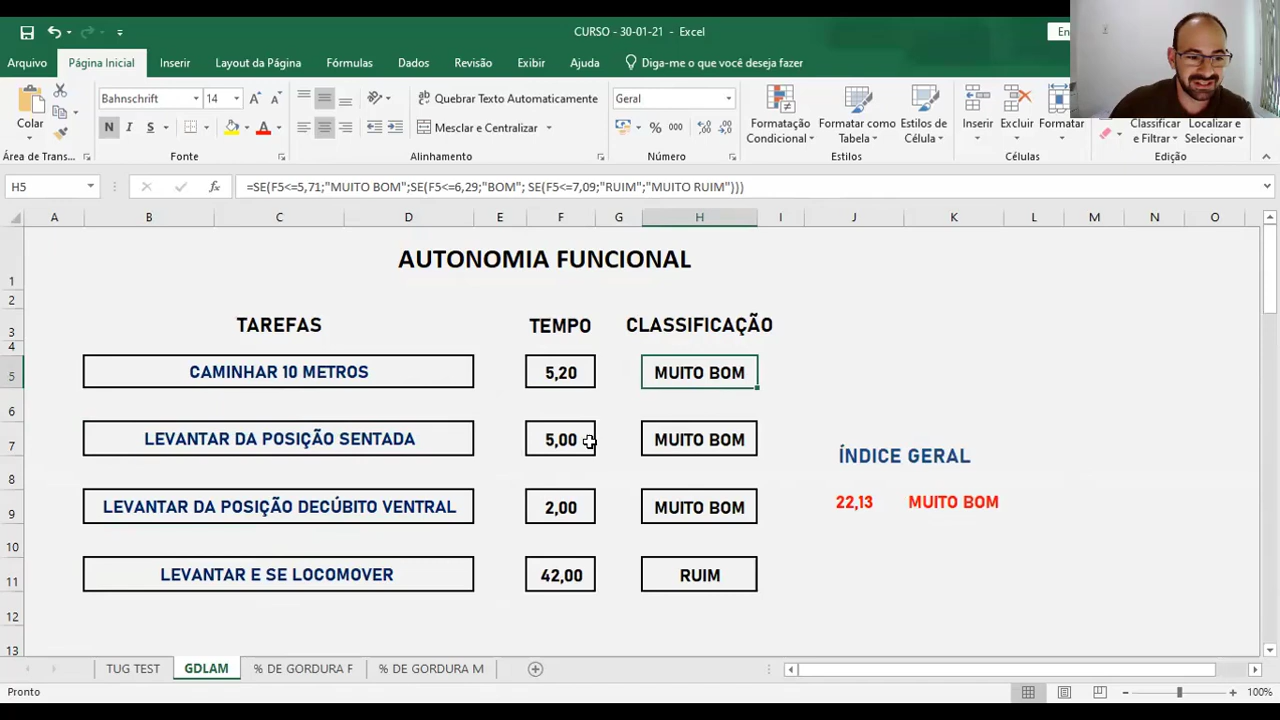 CURSO - 30-01-21 - Excel
En
Arquivo Página Inicial Inserir Layout da Página Fórmulas Dados Revisão Exibir Ajuda Diga-me o que você deseja fazer
Bahnschrift 14 A A Quebrar Texto Automaticamente Geral
Colar N I S A Mesclar e Centralizar % 000 Formatação Condicional Formatar como Tabela Estilos de Célula Inserir Excluir Formatar Classificar e Filtrar Localizar e Selecionar
Área de Trans... Fonte Alinhamento Número Estilos Células Edição
H5 fx =SE(F5<=5,71;"MUITO BOM";SE(F5<=6,29;"BOM"; SE(F5<=7,09;"RUIM";"MUITO RUIM")))
A B C D E F G H I J K L M N O
1 AUTONOMIA FUNCIONAL
2
3 TAREFAS TEMPO CLASSIFICAÇÃO
4
5 CAMINHAR 10 METROS 5,20 MUITO BOM
6
7 LEVANTAR DA POSIÇÃO SENTADA 5,00 MUITO BOM ÍNDICE GERAL
8
9 LEVANTAR DA POSIÇÃO DECÚBITO VENTRAL 2,00 MUITO BOM 22,13 MUITO BOM
10
11 LEVANTAR E SE LOCOMOVER 42,00 RUIM
12
13
TUG TEST GDLAM % DE GORDURA F % DE GORDURA M
Pronto 100%